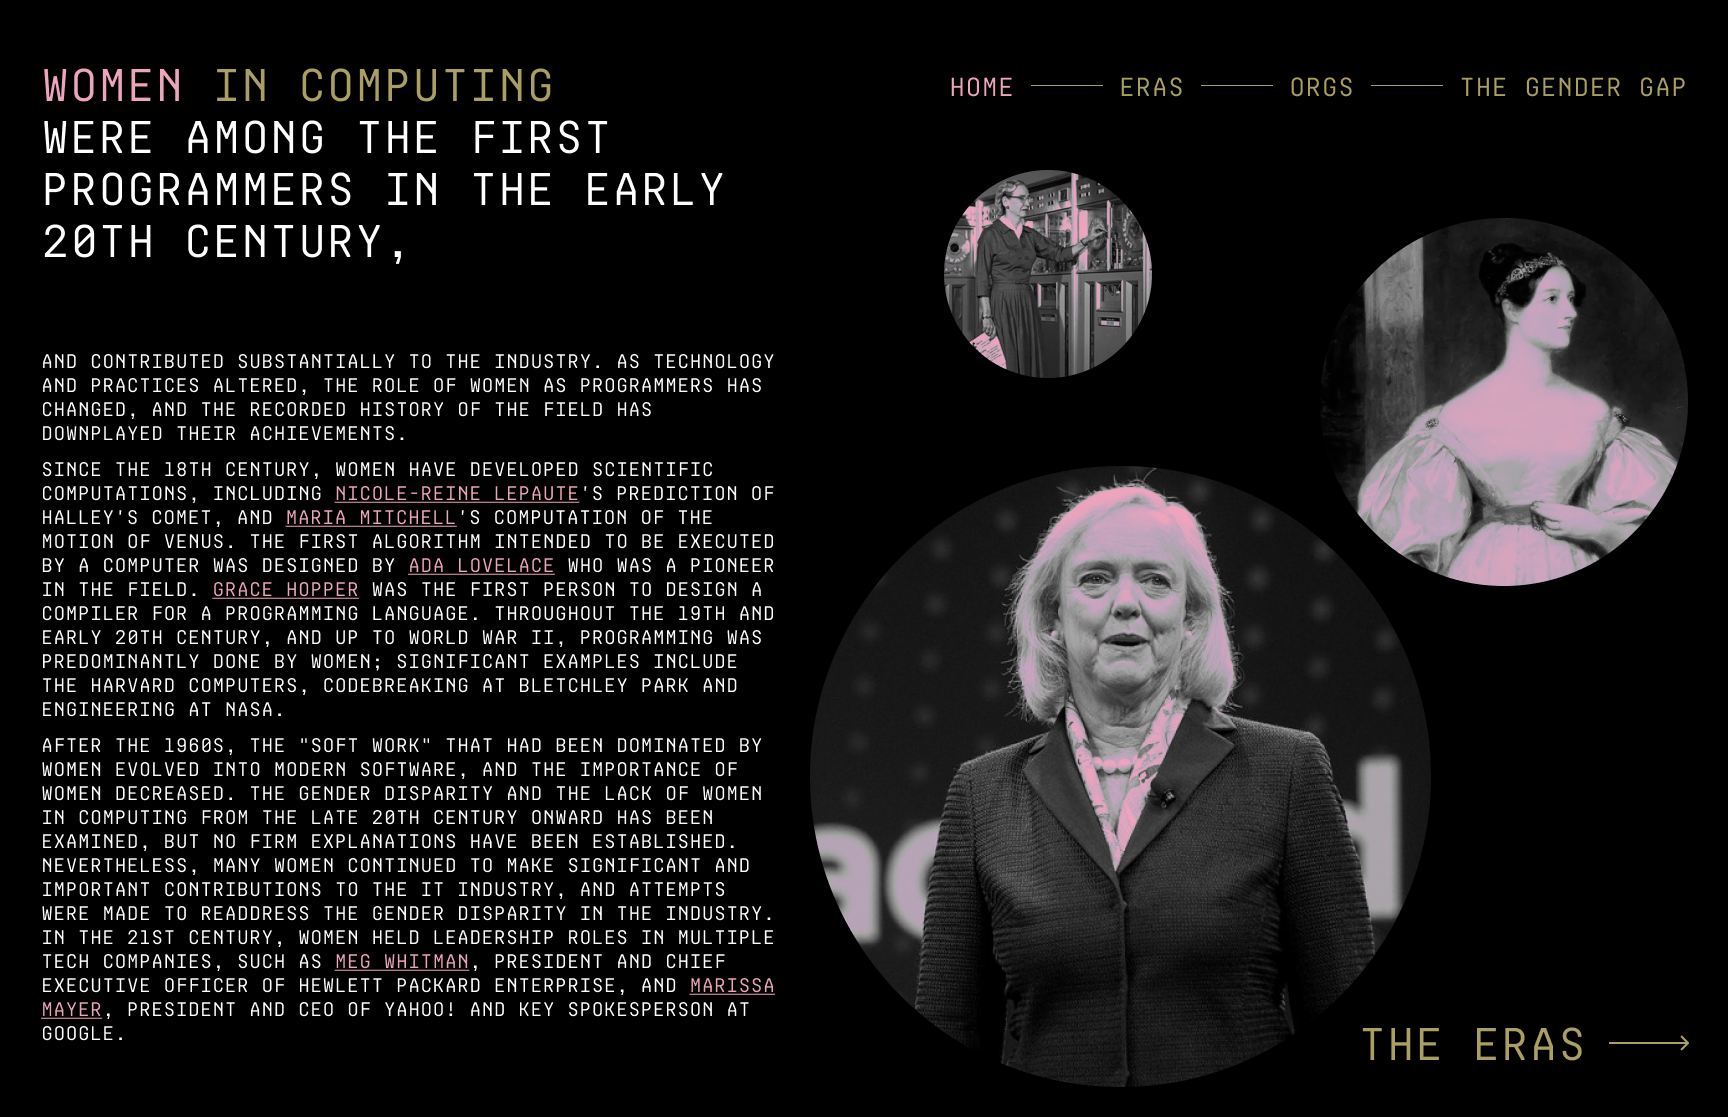 WOMEN IN COMPUTING
WERE AMONG THE FIRST
PROGRAMMERS IN THE EARLY
20TH CENTURY,
HOME ERAS ORGS THE GENDER GAP
AND CONTRIBUTED SUBSTANTIALLY TO THE INDUSTRY. AS TECHNOLOGY
AND PRACTICES ALTERED, THE ROLE OF WOMEN AS PROGRAMMERS HAS
CHANGED, AND THE RECORDED HISTORY OF THE FIELD HAS
DOWNPLAYED THEIR ACHIEVEMENTS.
SINCE THE 18TH CENTURY, WOMEN HAVE DEVELOPED SCIENTIFIC
COMPUTATIONS, INCLUDING NICOLE-REINE LEPAUTE'S PREDICTION OF
HALLEY'S COMET, AND MARIA MITCHELL'S COMPUTATION OF THE
MOTION OF VENUS. THE FIRST ALGORITHM INTENDED TO BE EXECUTED
BY A COMPUTER WAS DESIGNED BY ADA LOVELACE WHO WAS A PIONEER
IN THE FIELD. GRACE HOPPER WAS THE FIRST PERSON TO DESIGN A
COMPILER FOR A PROGRAMMING LANGUAGE. THROUGHOUT THE 19TH AND
EARLY 20TH CENTURY, AND UP TO WORLD WAR II, PROGRAMMING WAS
PREDOMINANTLY DONE BY WOMEN; SIGNIFICANT EXAMPLES INCLUDE
THE HARVARD COMPUTERS, CODEBREAKING AT BLETCHLEY PARK AND
ENGINEERING AT NASA.
AFTER THE 1960S, THE "SOFT WORK" THAT HAD BEEN DOMINATED BY
WOMEN EVOLVED INTO MODERN SOFTWARE, AND THE IMPORTANCE OF
WOMEN DECREASED. THE GENDER DISPARITY AND THE LACK OF WOMEN
IN COMPUTING FROM THE LATE 20TH CENTURY ONWARD HAS BEEN
EXAMINED, BUT NO FIRM EXPLANATIONS HAVE BEEN ESTABLISHED.
NEVERTHELESS, MANY WOMEN CONTINUED TO MAKE SIGNIFICANT AND
IMPORTANT CONTRIBUTIONS TO THE IT INDUSTRY, AND ATTEMPTS
WERE MADE TO READDRESS THE GENDER DISPARITY IN THE INDUSTRY.
IN THE 21ST CENTURY, WOMEN HELD LEADERSHIP ROLES IN MULTIPLE
TECH COMPANIES, SUCH AS MEG WHITMAN, PRESIDENT AND CHIEF
EXECUTIVE OFFICER OF HEWLETT PACKARD ENTERPRISE, AND MARISSA
MAYER, PRESIDENT AND CEO OF YAHOO! AND KEY SPOKESPERSON AT
GOOGLE.
THE ERAS